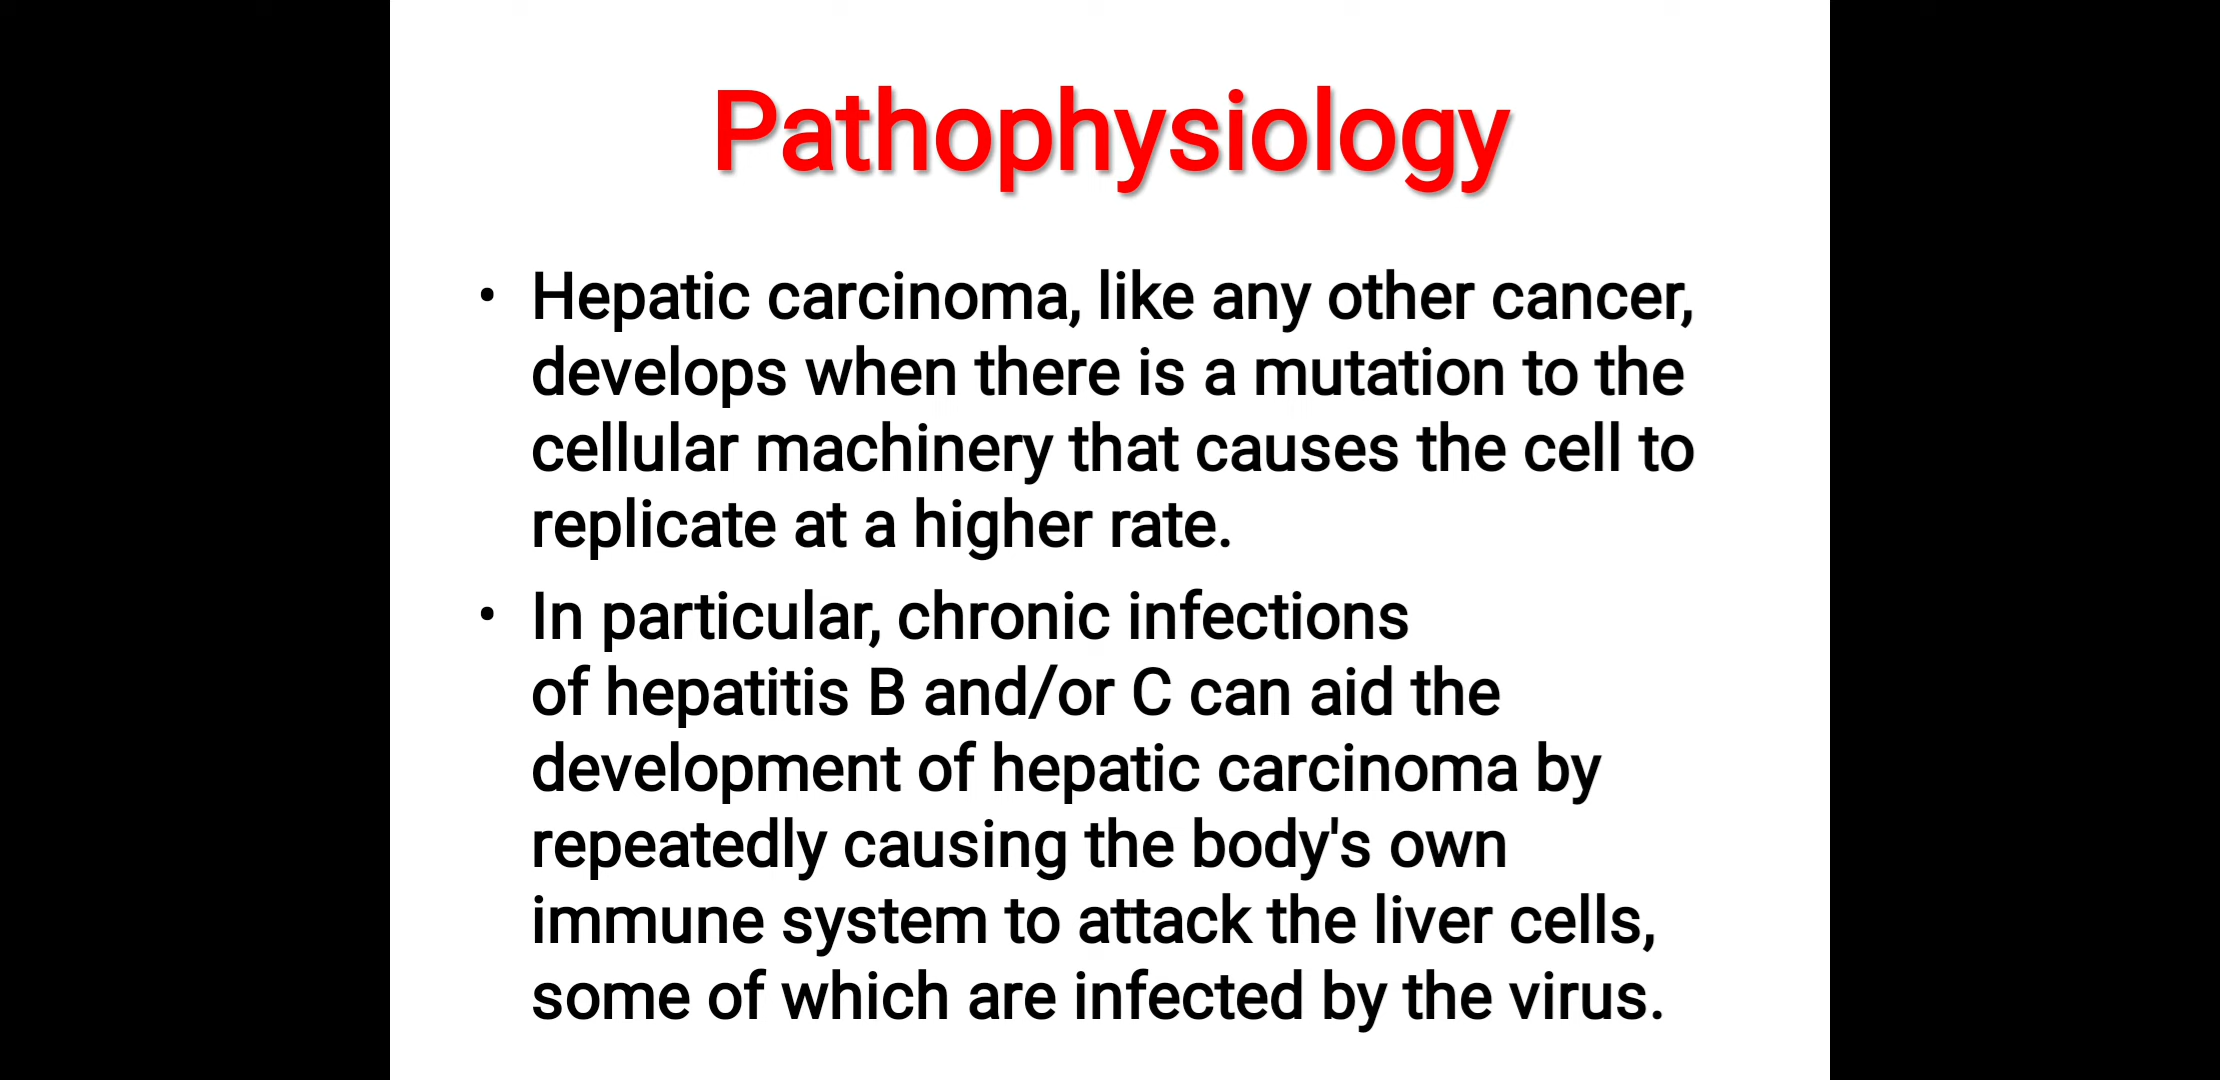 Pathophysiology
• Hepatic carcinoma, like any other cancer,
develops when there is a mutation to the
cellular machinery that causes the cell to
replicate at a higher rate.
• In particular, chronic infections
of hepatitis B and/or C can aid the
development of hepatic carcinoma by
repeatedly causing the body's own
immune system to attack the liver cells,
some of which are infected by the virus.